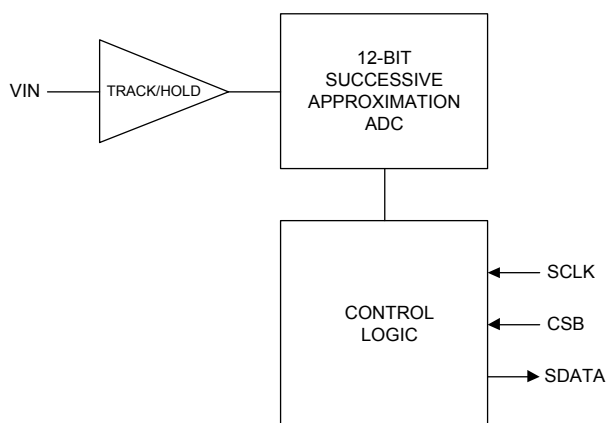 VIN
TRACK/HOLD
12-BIT
SUCCESSIVE
APPROXIMATION
ADC
CONTROL
LOGIC
SCLK
CSB
SDATA